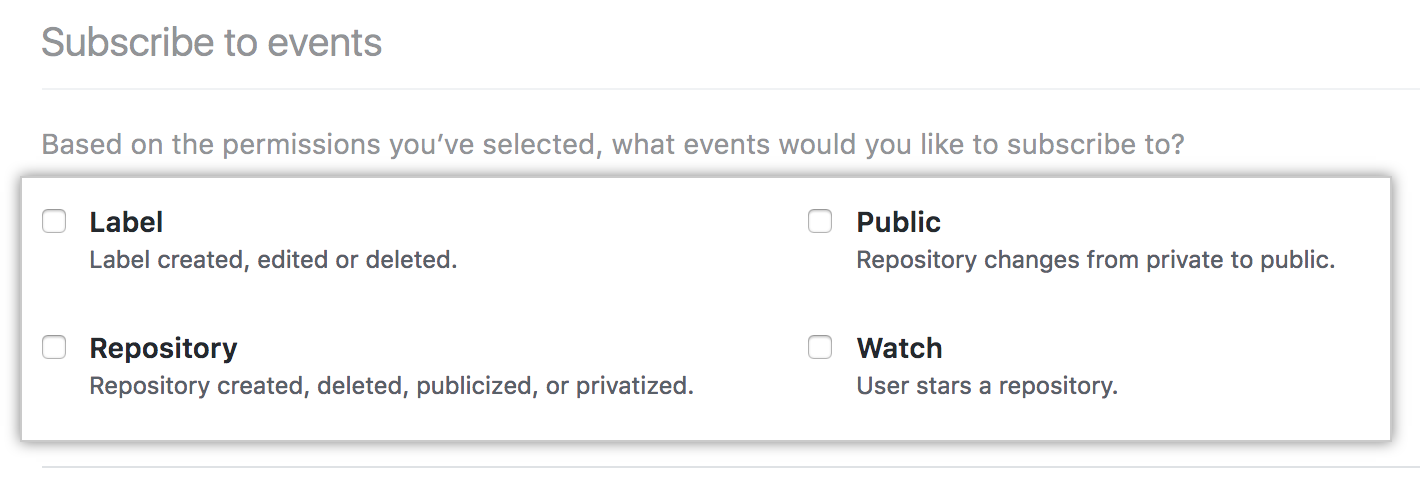 Subscribe to events
Based on the permissions you’ve selected, what events would you like to subscribe to?
Label
Label created, edited or deleted.
Public
Repository changes from private to public.
Repository
Repository created, deleted, publicized, or privatized.
Watch
User stars a repository.